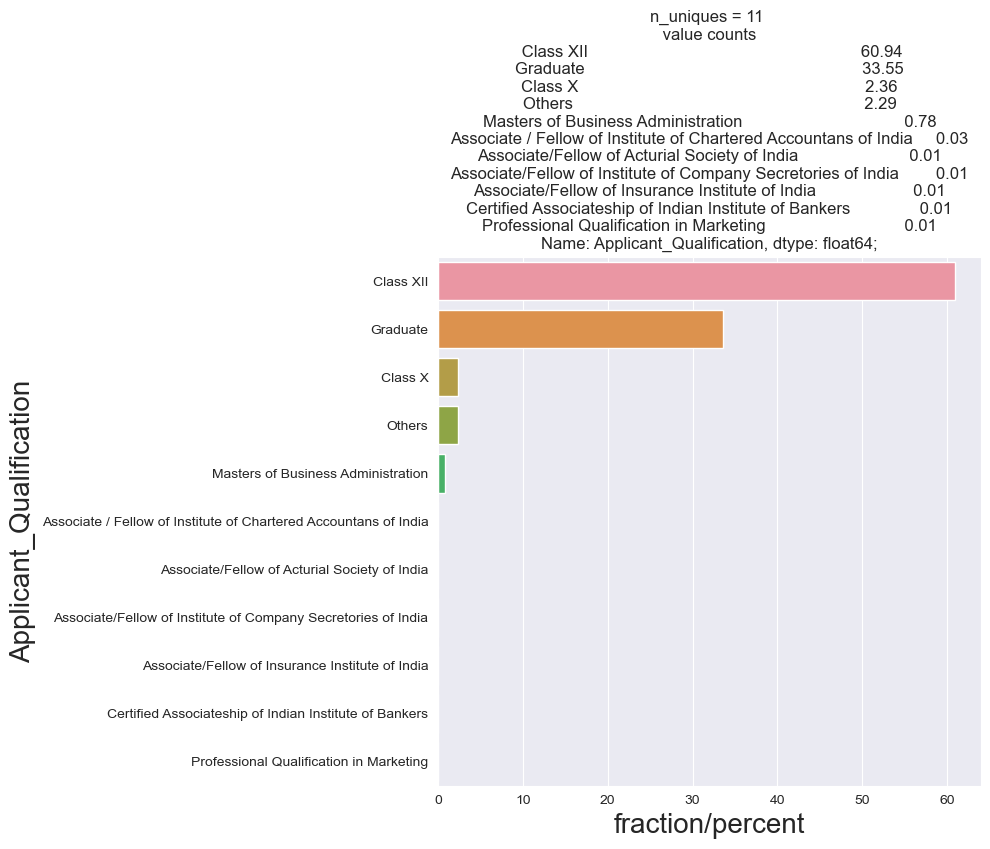 n_uniques = 11
value counts
Class XII 60.94
Graduate 33.55
Class X 2.36
Others 2.29
Masters of Business Administration 0.78
Associate / Fellow of Institute of Chartered Accountans of India 0.03
Associate/Fellow of Acturial Society of India 0.01
Associate/Fellow of Institute of Company Secretories of India 0.01
Associate/Fellow of Insurance Institute of India 0.01
Certified Associateship of Indian Institute of Bankers 0.01
Professional Qualification in Marketing 0.01
Name: Applicant_Qualification, dtype: float64;
Applicant_Qualification
Class XII
Graduate
Class X
Others
Masters of Business Administration
Associate / Fellow of Institute of Chartered Accountans of India
Associate/Fellow of Acturial Society of India
Associate/Fellow of Institute of Company Secretories of India
Associate/Fellow of Insurance Institute of India
Certified Associateship of Indian Institute of Bankers
Professional Qualification in Marketing
0 10 20 30 40 50 60
fraction/percent